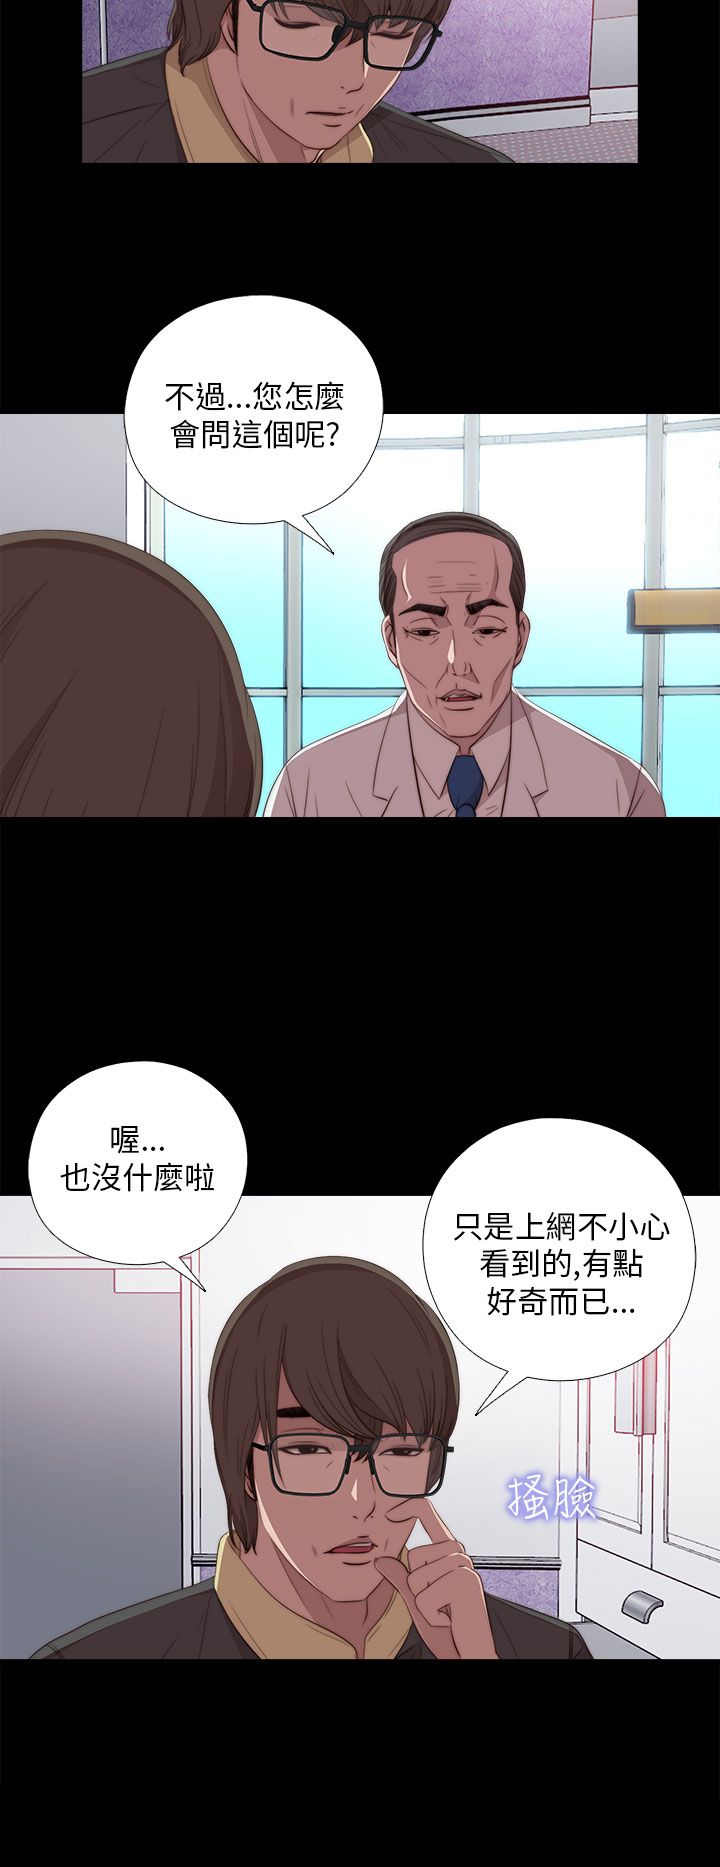 不過...您怎麼
會問這個呢?
喔...
也沒什麼啦
只是上網不小心
看到的,有點
好奇而已...
搔臉